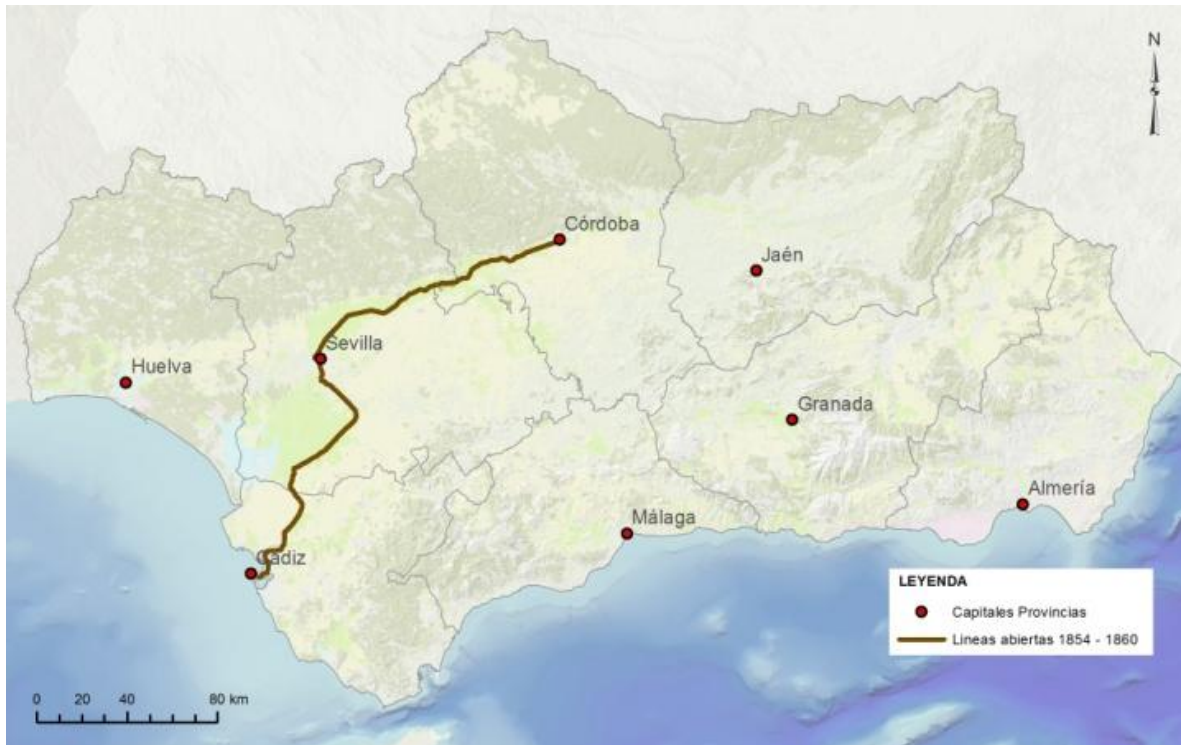 N
Córdoba
Jaén
Sevilla
Huelva
Granada
Almería
Málaga
Cádiz
LEYENDA
Capitales Provincias
Lineas abiertas 1854 - 1860
0 20 40 80 km